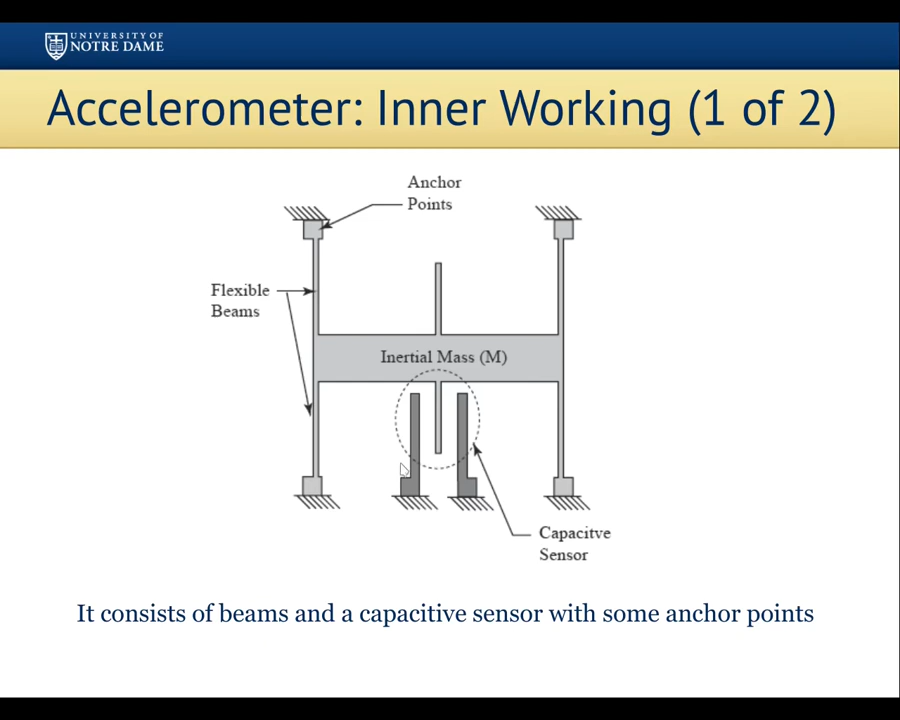 UNIVERSITY OF
NOTRE DAME
Accelerometer: Inner Working (1 of 2)
Anchor
Points
Flexible
Beams
Inertial Mass (M)
Capacitve
Sensor
It consists of beams and a capacitive sensor with some anchor points